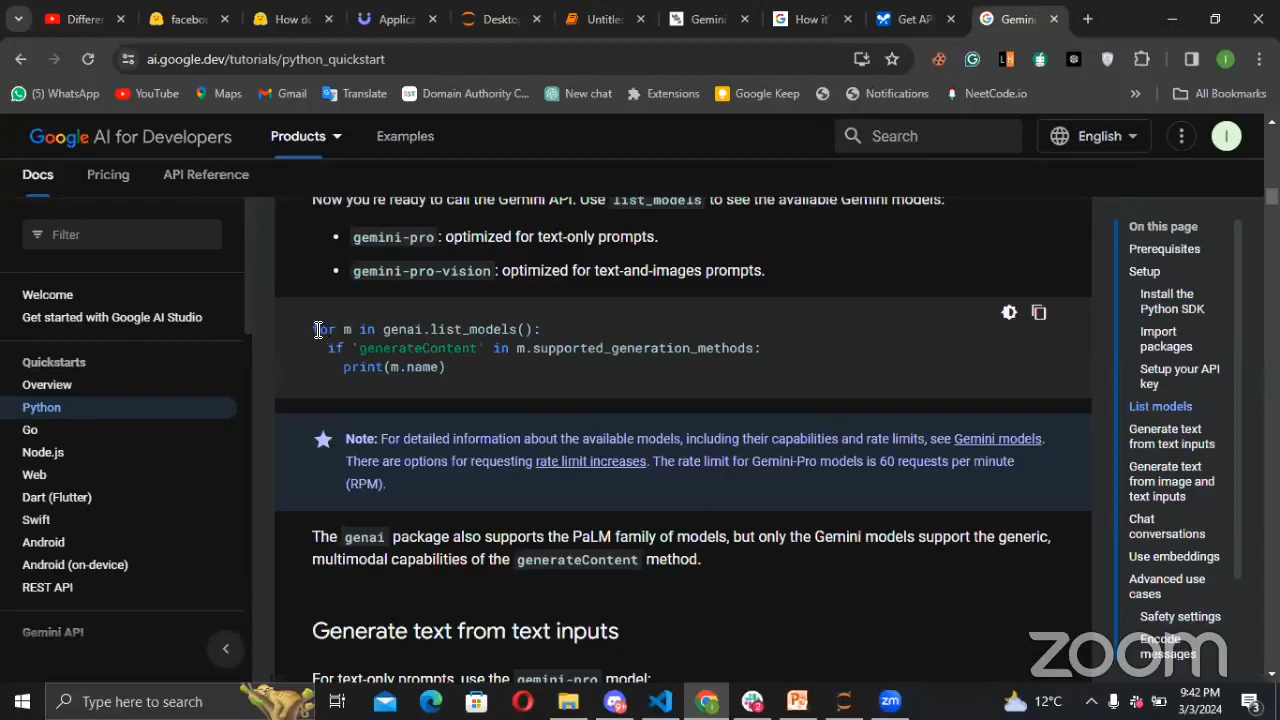 Differer
facebo
How do
Applica
Deskto
Untitle
Gemini
How it'
Get AP
Gemin
ai.google.dev/tutorials/python_quickstart
(5) WhatsApp
YouTube
Maps
Gmail
Translate
Domain Authority C...
New chat
Extensions
Google Keep
Notifications
NeetCode.io
All Bookmarks
Google AI for Developers
Products
Examples
Search
English
I
Docs
Pricing
API Reference
Filter
Welcome
Get started with Google AI Studio
Quickstarts
Overview
Python
Go
Node.js
Web
Dart (Flutter)
Swift
Android
Android (on-device)
REST API
Gemini API
Now you're ready to call the Gemini API. Use list_models to see the available Gemini models:
• gemini-pro: optimized for text-only prompts.
• gemini-pro-vision: optimized for text-and-images prompts.
for m in genai.list_models():
if 'generateContent' in m.supported_generation_methods:
print(m.name)
Note: For detailed information about the available models, including their capabilities and rate limits, see Gemini models.
There are options for requesting rate limit increases. The rate limit for Gemini-Pro models is 60 requests per minute
(RPM).
The genai package also supports the PaLM family of models, but only the Gemini models support the generic,
multimodal capabilities of the generateContent method.
Generate text from text inputs
For text-only prompts, use the gemini-pro model:
On this page
Prerequisites
Setup
Install the
Python SDK
Import
packages
Setup your API
key
List models
Generate text
from text inputs
Generate text
from image and
text inputs
Chat
conversations
Use embeddings
Advanced use
cases
Safety settings
Encode
messages
zoom
Type here to search
12°C
9:42 PM
3/3/2024